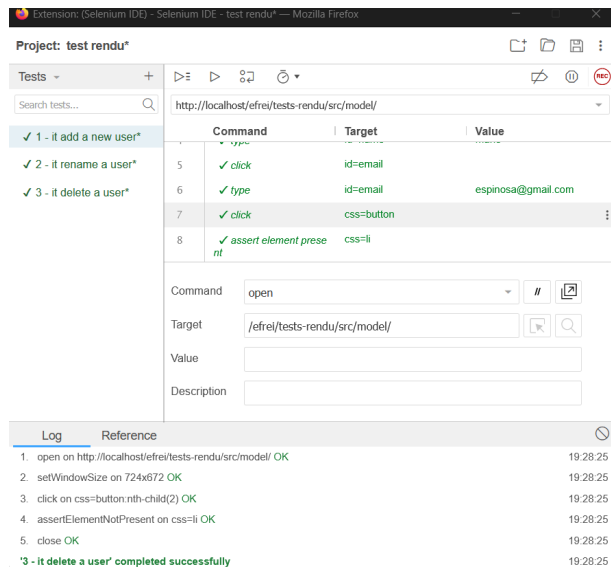 Extension: (Selenium IDE) - Selenium IDE - test rendu* — Mozilla Firefox
Project: test rendu*
Tests
Search tests...
✓ 1 - it add a new user*
✓ 2 - it rename a user*
✓ 3 - it delete a user*
REC
http://localhost/efrei/tests-rendu/src/model/
Command Target Value
✓ type
5 ✓ click id=email
6 ✓ type id=email espinosa@gmail.com
7 ✓ click css=button
8 ✓ assert element prese css=li
nt
Command open //
Target /efrei/tests-rendu/src/model/
Value
Description
Log Reference
1. open on http://localhost/efrei/tests-rendu/src/model/ OK 19:28:25
2. setWindowSize on 724x672 OK 19:28:25
3. click on css=button:nth-child(2) OK 19:28:25
4. assertElementNotPresent on css=li OK 19:28:25
5. close OK 19:28:25
'3 - it delete a user' completed successfully 19:28:25